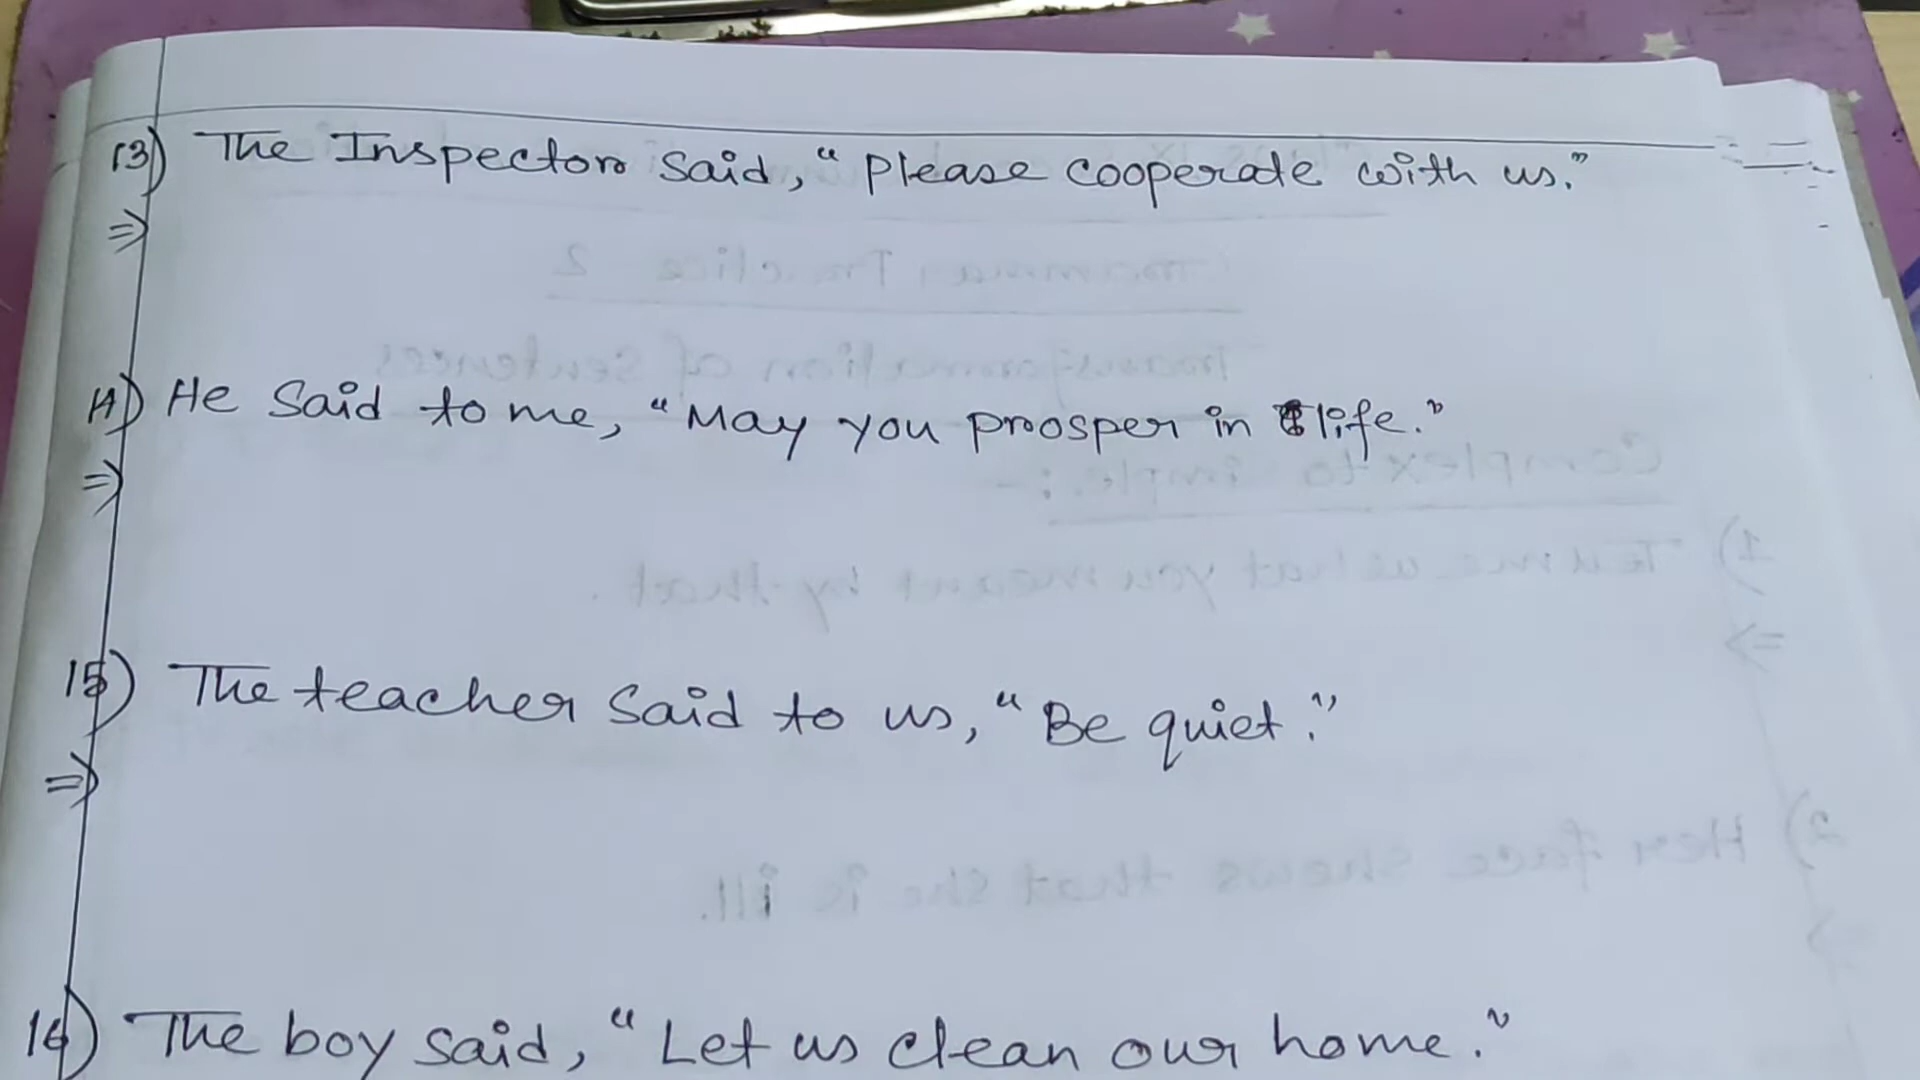 13) The Inspector said, "Please cooperate with us."
=>
14) He said to me, "May you prosper in life."
=>
15) The teacher said to us, "Be quiet."
=>
16) The boy said, "Let us clean our home."